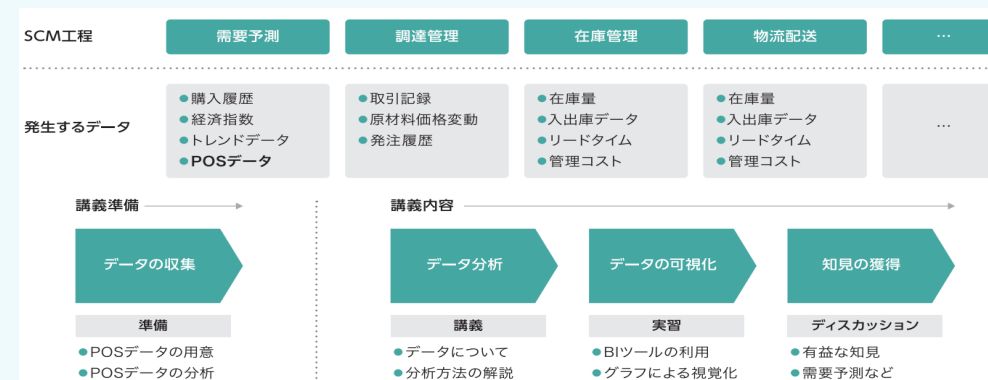 SCM工程 需要予測 調達管理 在庫管理 物流配送 …
発生するデータ
●購入履歴
●経済指数
●トレンドデータ
●POSデータ
●取引記録
●原材料価格変動
●発注履歴
●在庫量
●入出庫データ
●リードタイム
●管理コスト
●在庫量
●入出庫データ
●リードタイム
●管理コスト
…
講義準備
データの収集
準備
●POSデータの用意
●POSデータの分析
講義内容
データ分析
講義
●データについて
●分析方法の解説
データの可視化
実習
●BIツールの利用
●グラフによる視覚化
知見の獲得
ディスカッション
●有益な知見
●需要予測など